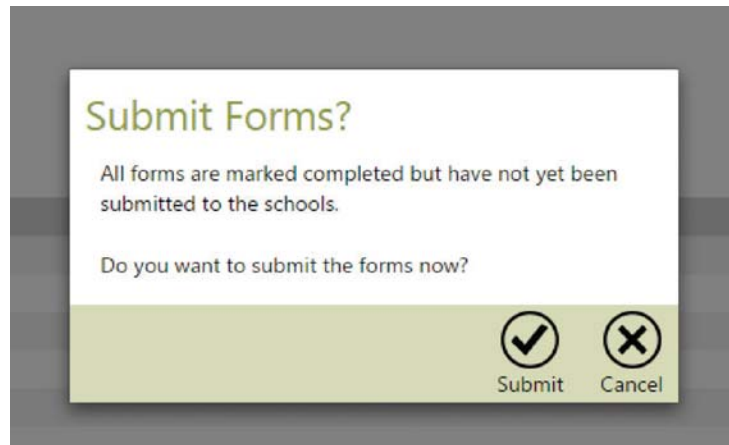 Submit Forms?
All forms are marked completed but have not yet been
submitted to the schools.
Do you want to submit the forms now?
Submit Cancel